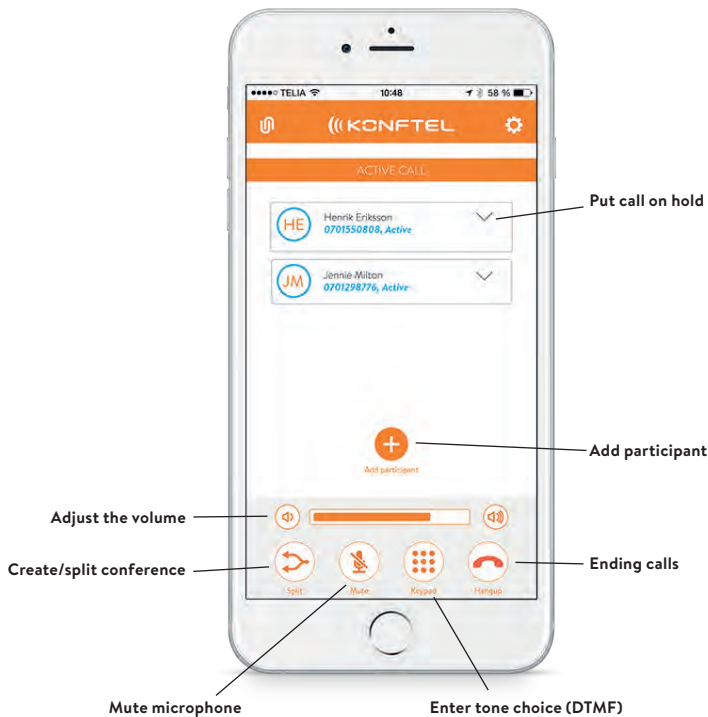 TELIA 10:48 58 %
((( KONFTEL
ACTIVE CALL
HE Henrik Eriksson
0701550808, Active
JM Jennie Milton
0701298776, Active
Put call on hold
Add participant
Add participant
Adjust the volume
Create/split conference
Ending calls
Split Mute Keypad Hangup
Mute microphone Enter tone choice (DTMF)